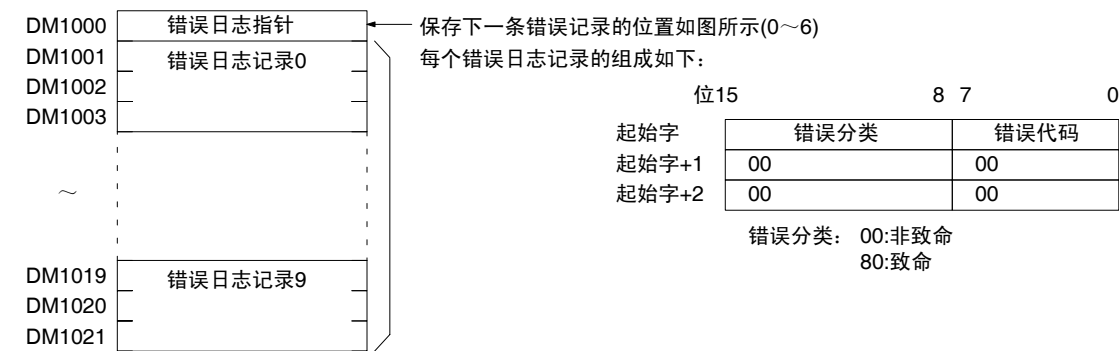 DM1000 错误日志指针 保存下一条错误记录的位置如图所示(0～6)
DM1001 错误日志记录0 每个错误日志记录的组成如下：
DM1002
DM1003
位15 8 7 0
起始字 错误分类 错误代码
起始字+1 00 00
起始字+2 00 00
错误分类： 00:非致命
80:致命
～
DM1019 错误日志记录9
DM1020
DM1021